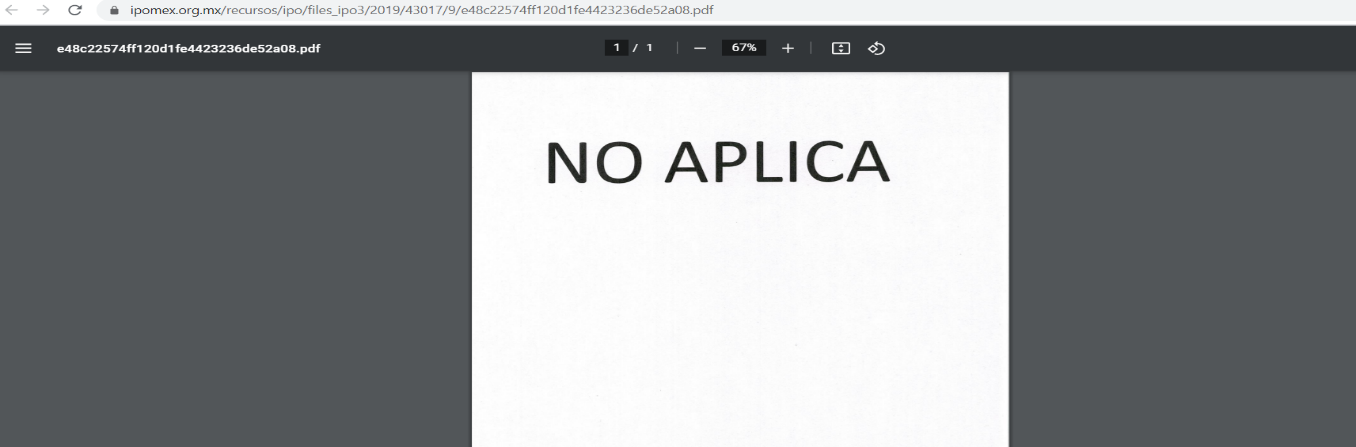 ipomex.org.mx/recursos/ipo/files_ipo3/2019/43017/9/e48c22574ff120d1fe4423236de52a08.pdf
e48c22574ff120d1fe4423236de52a08.pdf 1 / 1 67%
NO APLICA